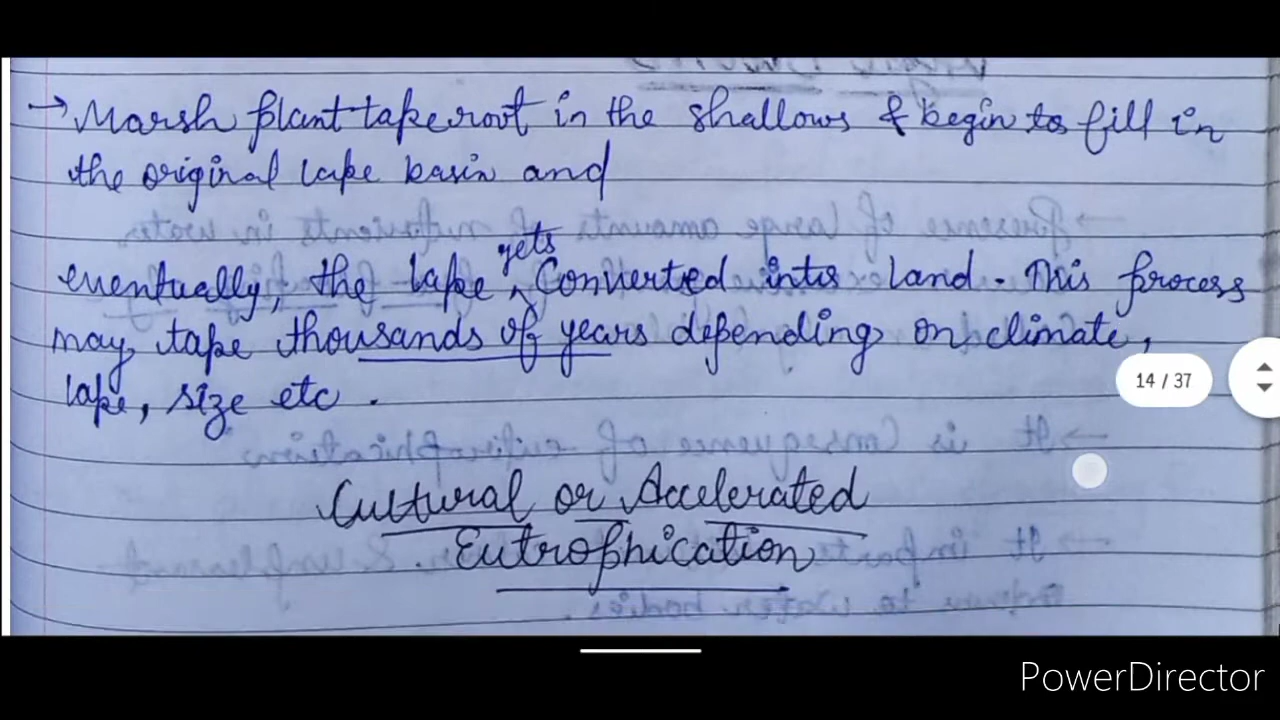 → Marsh plant take root in the shallows & begin to fill in
the original lake basin and
gets
eventually, the lake ^ Converted into land. This process
may take thousands of years depending on climate,
lake, size etc.
14 / 37
Cultural or Accelerated
Eutrophication
PowerDirector